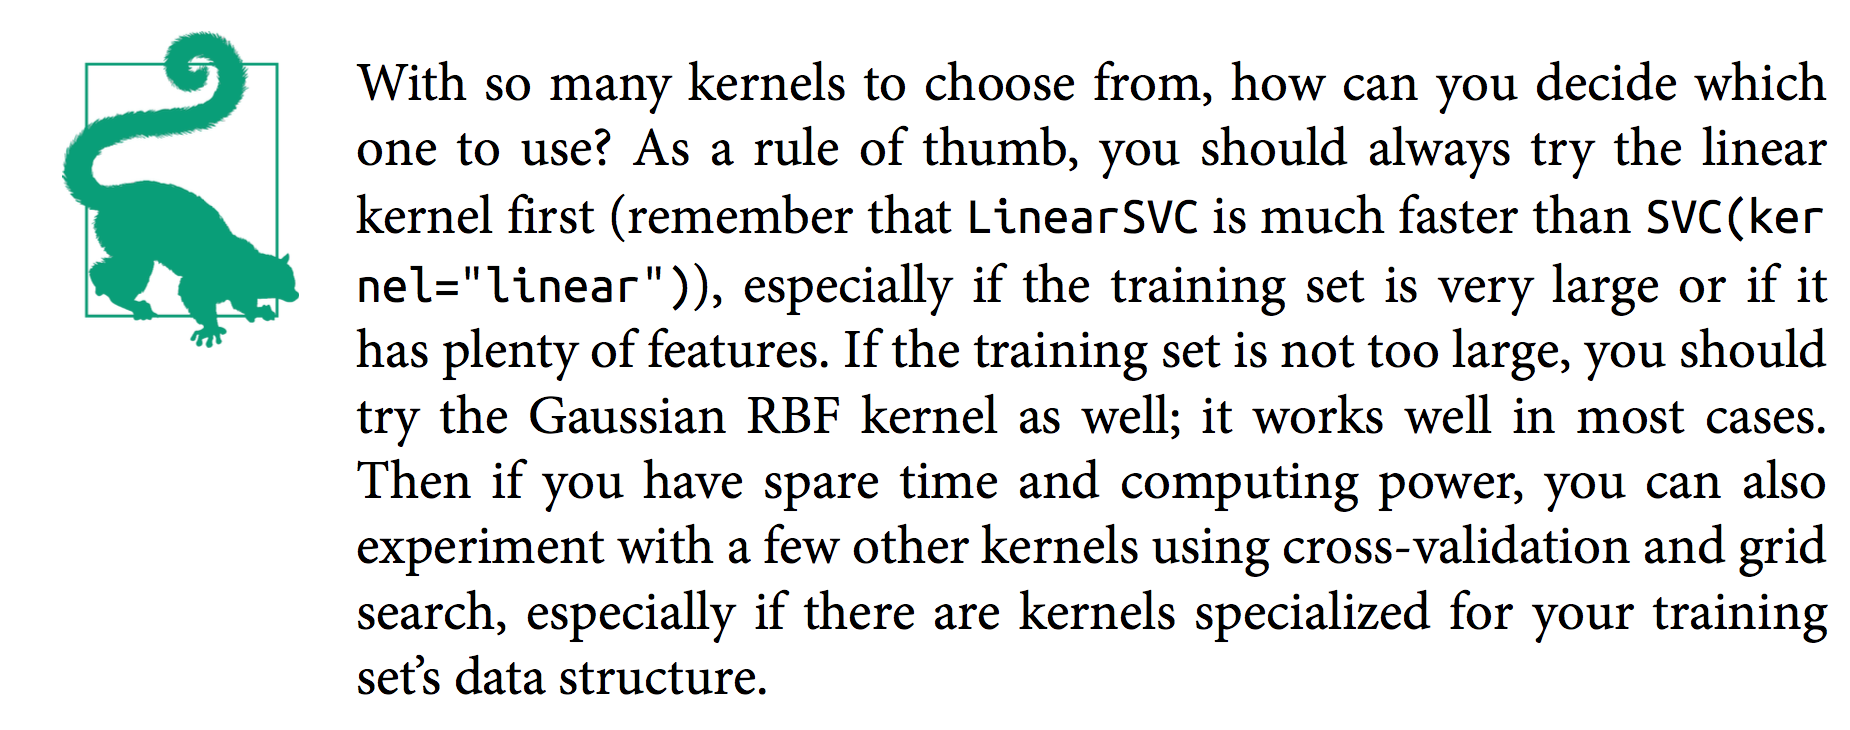 With so many kernels to choose from, how can you decide which
one to use? As a rule of thumb, you should always try the linear
kernel first (remember that LinearSVC is much faster than SVC(ker
nel="linear")), especially if the training set is very large or if it
has plenty of features. If the training set is not too large, you should
try the Gaussian RBF kernel as well; it works well in most cases.
Then if you have spare time and computing power, you can also
experiment with a few other kernels using cross-validation and grid
search, especially if there are kernels specialized for your training
set’s data structure.